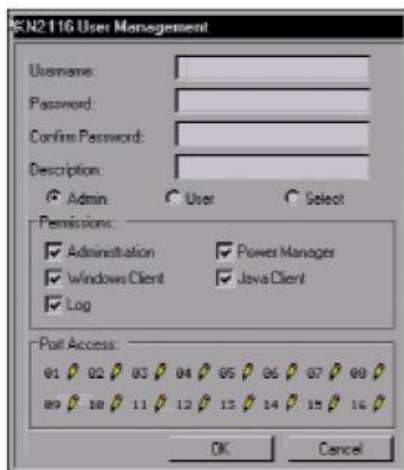 KN2116 User Management
Username:
Password:
Confirm Password:
Description:
Admin User Select
Permissions:
Administration Power Manager
Windows Client Java Client
Log
Port Access:
01 02 03 04 05 06 07 08
09 10 11 12 13 14 15 16
OK Cancel